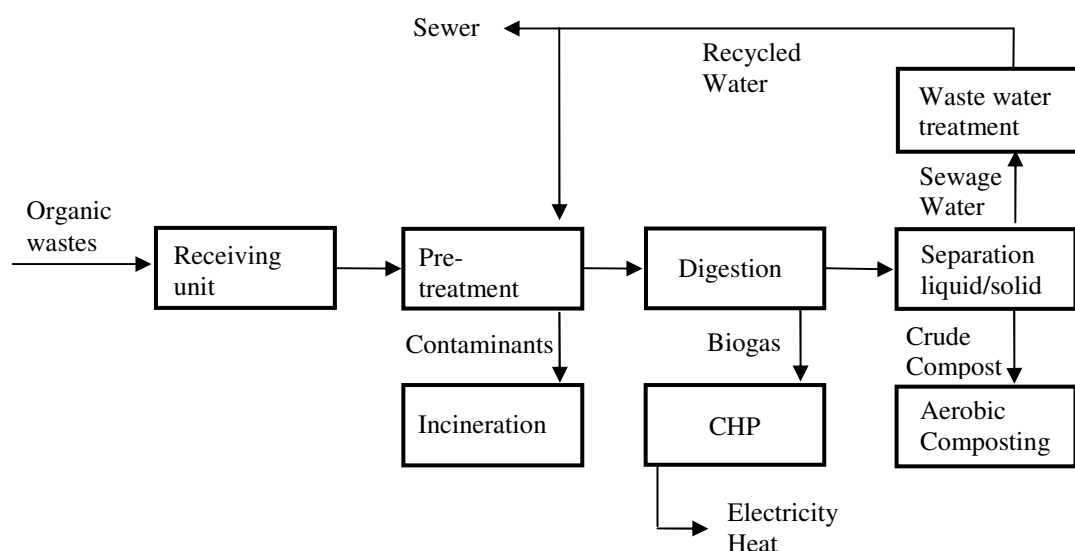 Sewer
Recycled
Water
Waste water
treatment
Sewage
Water
Organic
wastes
Receiving
unit
Pre-
treatment
Digestion
Separation
liquid/solid
Contaminants
Biogas
Crude
Compost
Incineration
CHP
Aerobic
Composting
Electricity
Heat